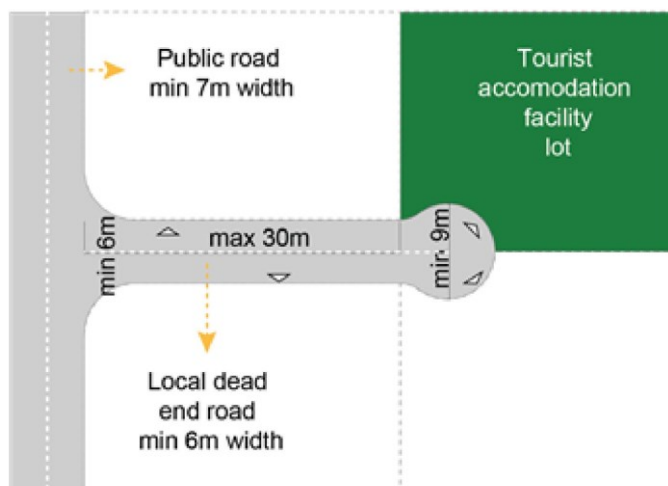 Public road
min 7m width
Tourist
accomodation
facility
lot
min 6m
max 30m
min 9m
Local dead
end road
min 6m width